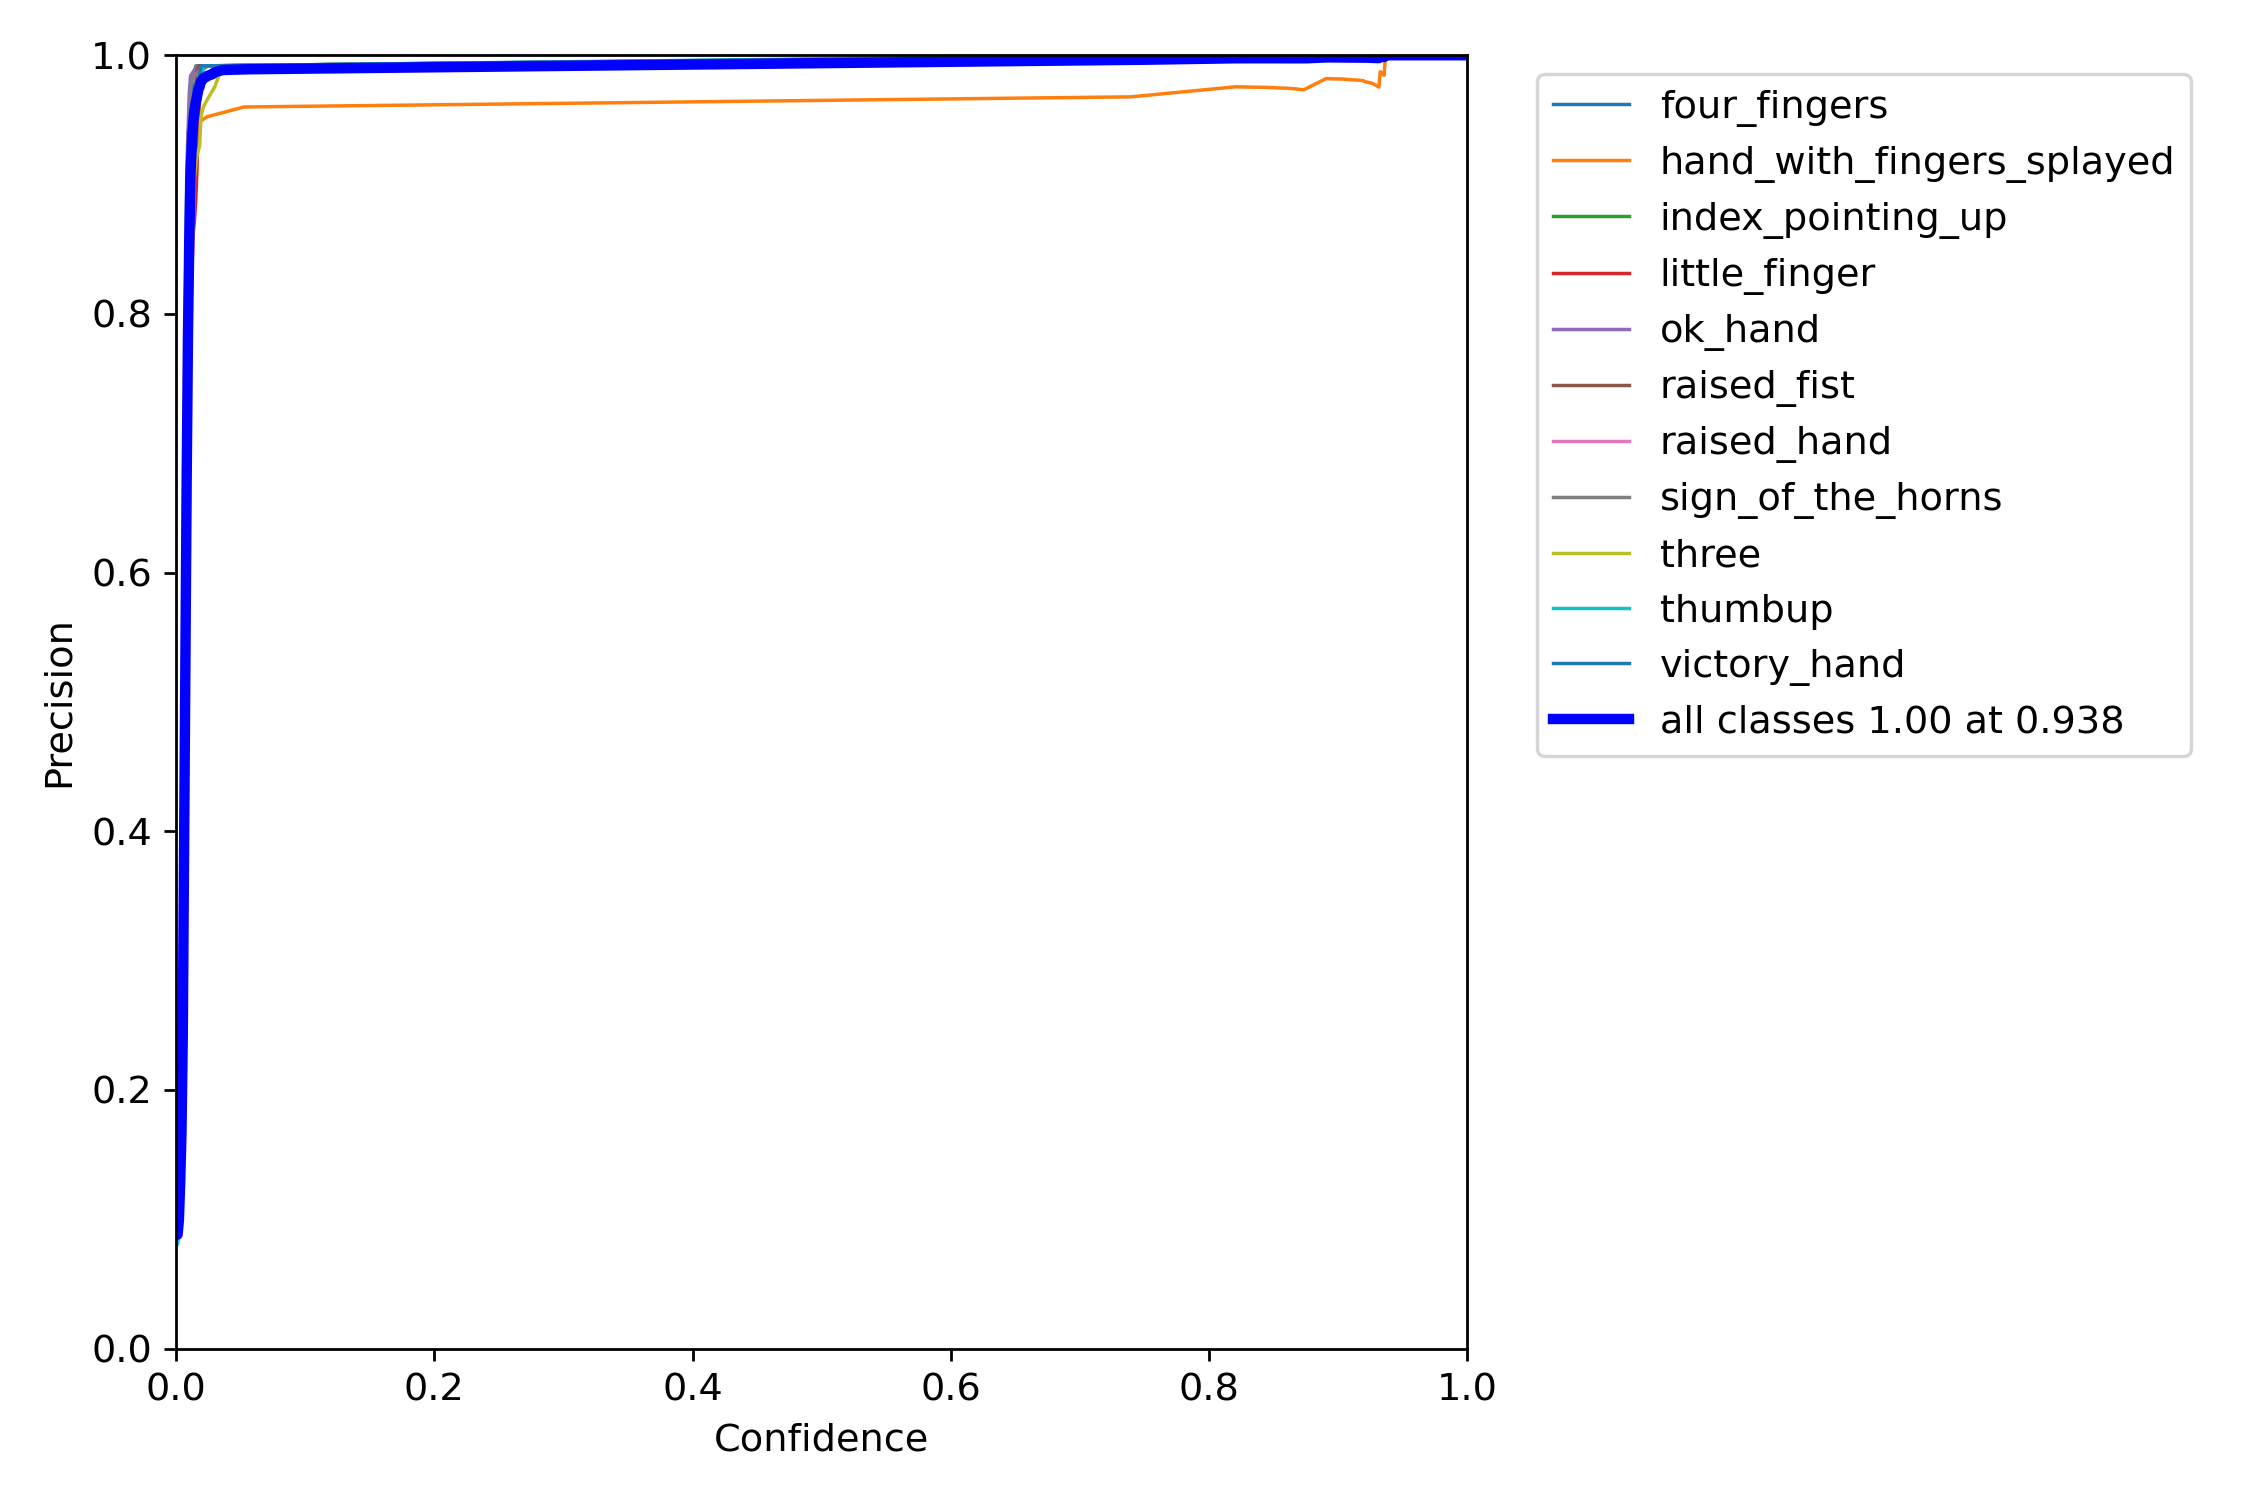 1.0
0.8
0.6
0.4
0.2
0.0
Precision
0.0 0.2 0.4 0.6 0.8 1.0
Confidence
four_fingers
hand_with_fingers_splayed
index_pointing_up
little_finger
ok_hand
raised_fist
raised_hand
sign_of_the_horns
three
thumbup
victory_hand
all classes 1.00 at 0.938